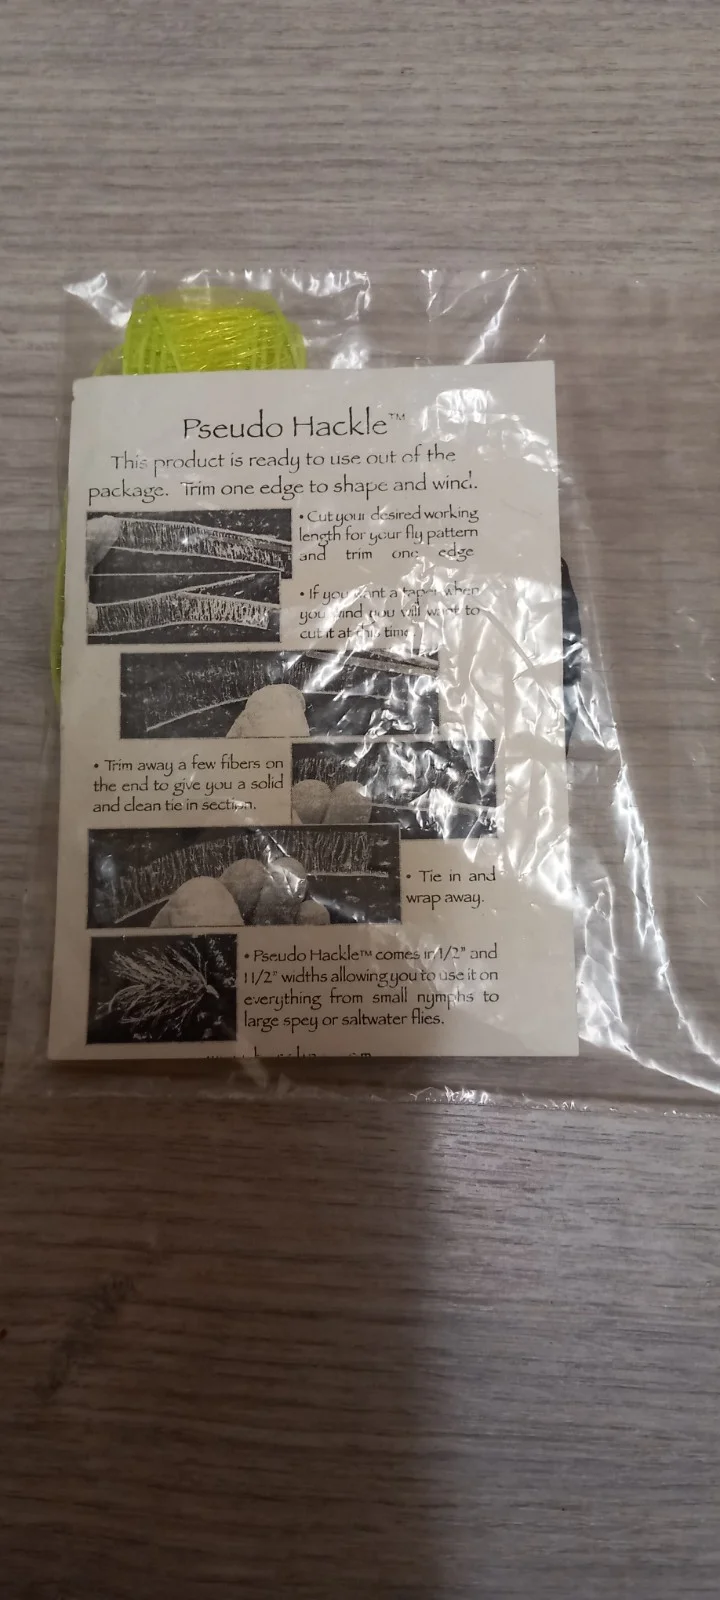 Pseudo Hackle™
This product is ready to use out of the
package. Trim one edge to shape and wind.
• Cut your desired working
length for your fly pattern
and trim one edge
• If you want a taper when
you wind you will want to
cut it at this time.
• Trim away a few fibers on
the end to give you a solid
and clean tie in section.
• Tie in and
wrap away.
• Pseudo Hackle™ comes in 1/2" and
1 1/2" widths allowing you to use it on
everything from small nymphs to
large spey or saltwater flies.